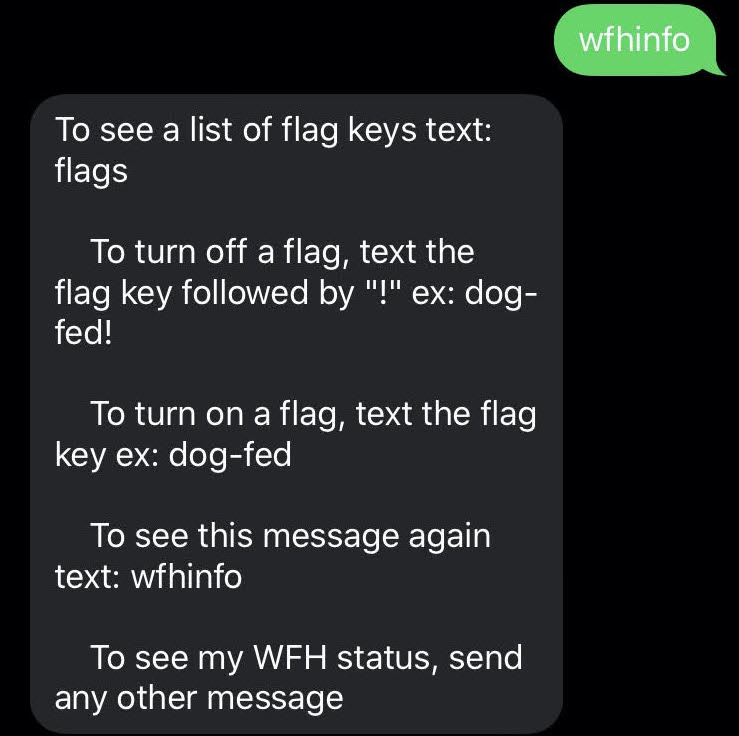 wfhinfo
To see a list of flag keys text:
flags
To turn off a flag, text the
flag key followed by "!" ex: dog-
fed!
To turn on a flag, text the flag
key ex: dog-fed
To see this message again
text: wfhinfo
To see my WFH status, send
any other message